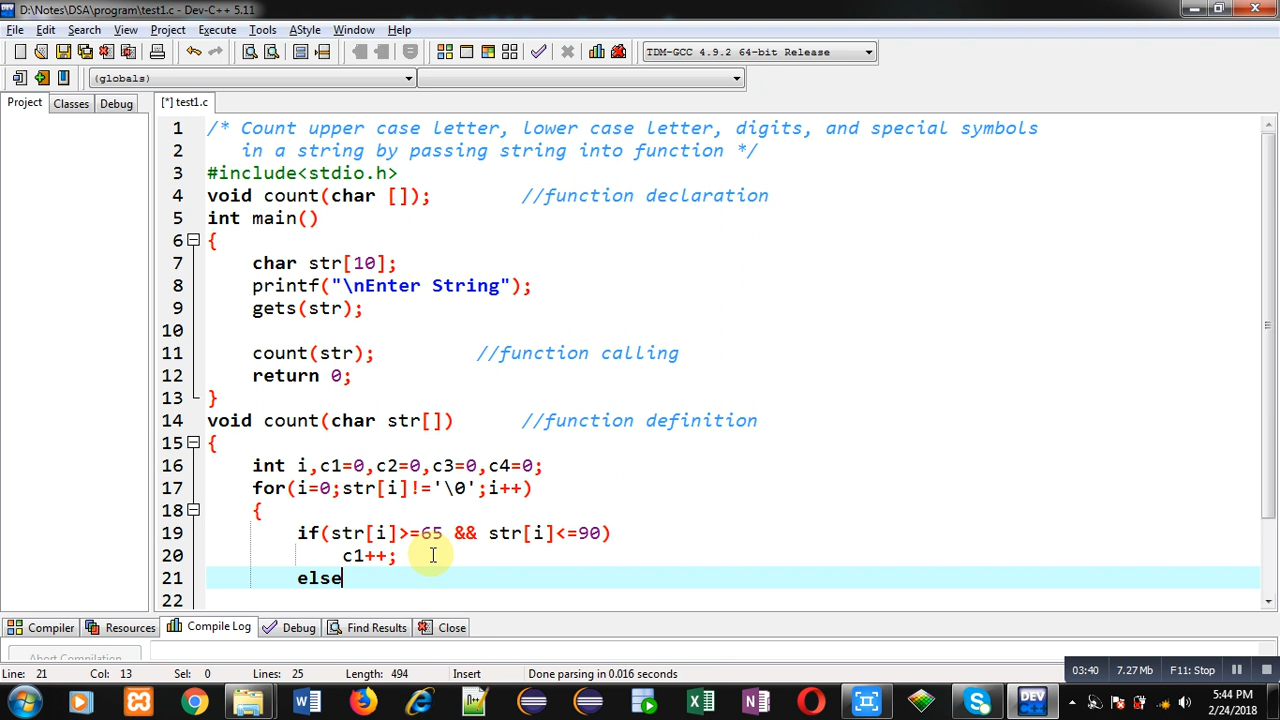 D:\Notes\DSA\program\test1.c - Dev-C++ 5.11
File Edit Search View Project Execute Tools AStyle Window Help
TDM-GCC 4.9.2 64-bit Release
(globals)
Project Classes Debug [*] test1.c
1 /* Count upper case letter, lower case letter, digits, and special symbols
2 in a string by passing string into function */
3 #include<stdio.h>
4 void count(char []); //function declaration
5 int main()
6 {
7 char str[10];
8 printf("\nEnter String");
9 gets(str);
10
11 count(str); //function calling
12 return 0;
13 }
14 void count(char str[]) //function definition
15 {
16 int i,c1=0,c2=0,c3=0,c4=0;
17 for(i=0;str[i]!='\0';i++)
18 {
19 if(str[i]>=65 && str[i]<=90)
20 c1++;
21 else
22
Compiler Resources Compile Log Debug Find Results Close
Abort Compilation
Line: 21 Col: 13 Sel: 0 Lines: 25 Length: 494 Insert Done parsing in 0.016 seconds
03:40 7.27 Mb F11: Stop
5:44 PM
2/24/2018